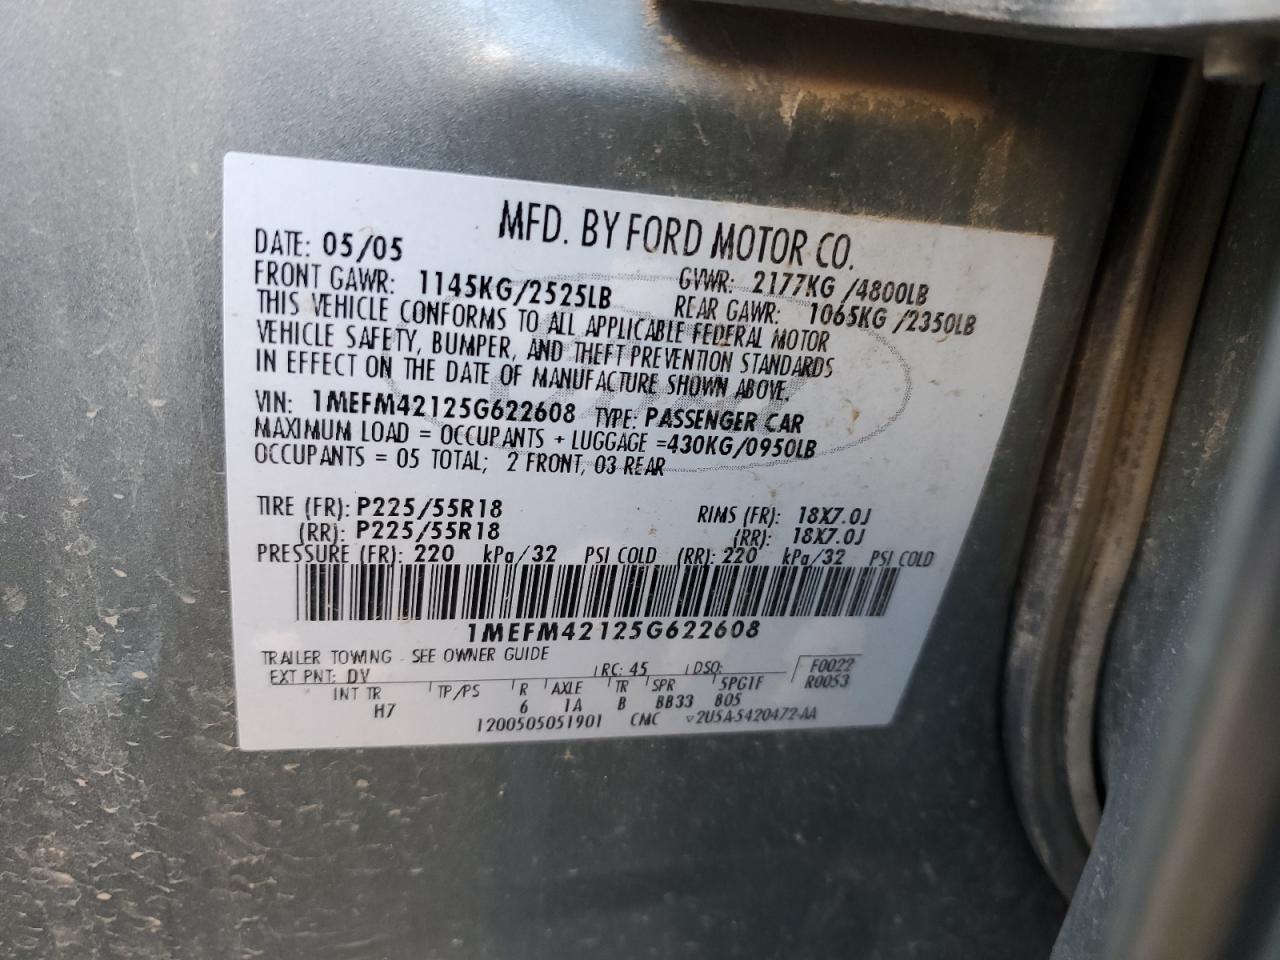 MFD. BY FORD MOTOR CO.
DATE: 05/05 GVWR: 2177KG /4800LB
FRONT GAWR: 1145KG/2525LB REAR GAWR: 1065KG /2350LB
THIS VEHICLE CONFORMS TO ALL APPLICABLE FEDERAL MOTOR
VEHICLE SAFETY, BUMPER, AND THEFT PREVENTION STANDARDS
IN EFFECT ON THE DATE OF MANUFACTURE SHOWN ABOVE.
VIN: 1MEFM42125G622608 TYPE: PASSENGER CAR
MAXIMUM LOAD = OCCUPANTS + LUGGAGE =430KG/0950LB
OCCUPANTS = 05 TOTAL; 2 FRONT, 03 REAR
TIRE (FR): P225/55R18 RIMS (FR): 18X7.0J
(RR): P225/55R18 (RR): 18X7.0J
PRESSURE (FR): 220 kPa/32 PSI COLD (RR): 220 kPa/32 PSI COLD
1MEFM42125G622608
TRAILER TOWING - SEE OWNER GUIDE
EXT PNT: DV RC: 45 DSO: F0022
R0053
INT TR TP/PS R AXLE TR SPR SPGIF
H7 6 1A B BB33 B05
1200505051901 CMC 2U5A-5420472-AA